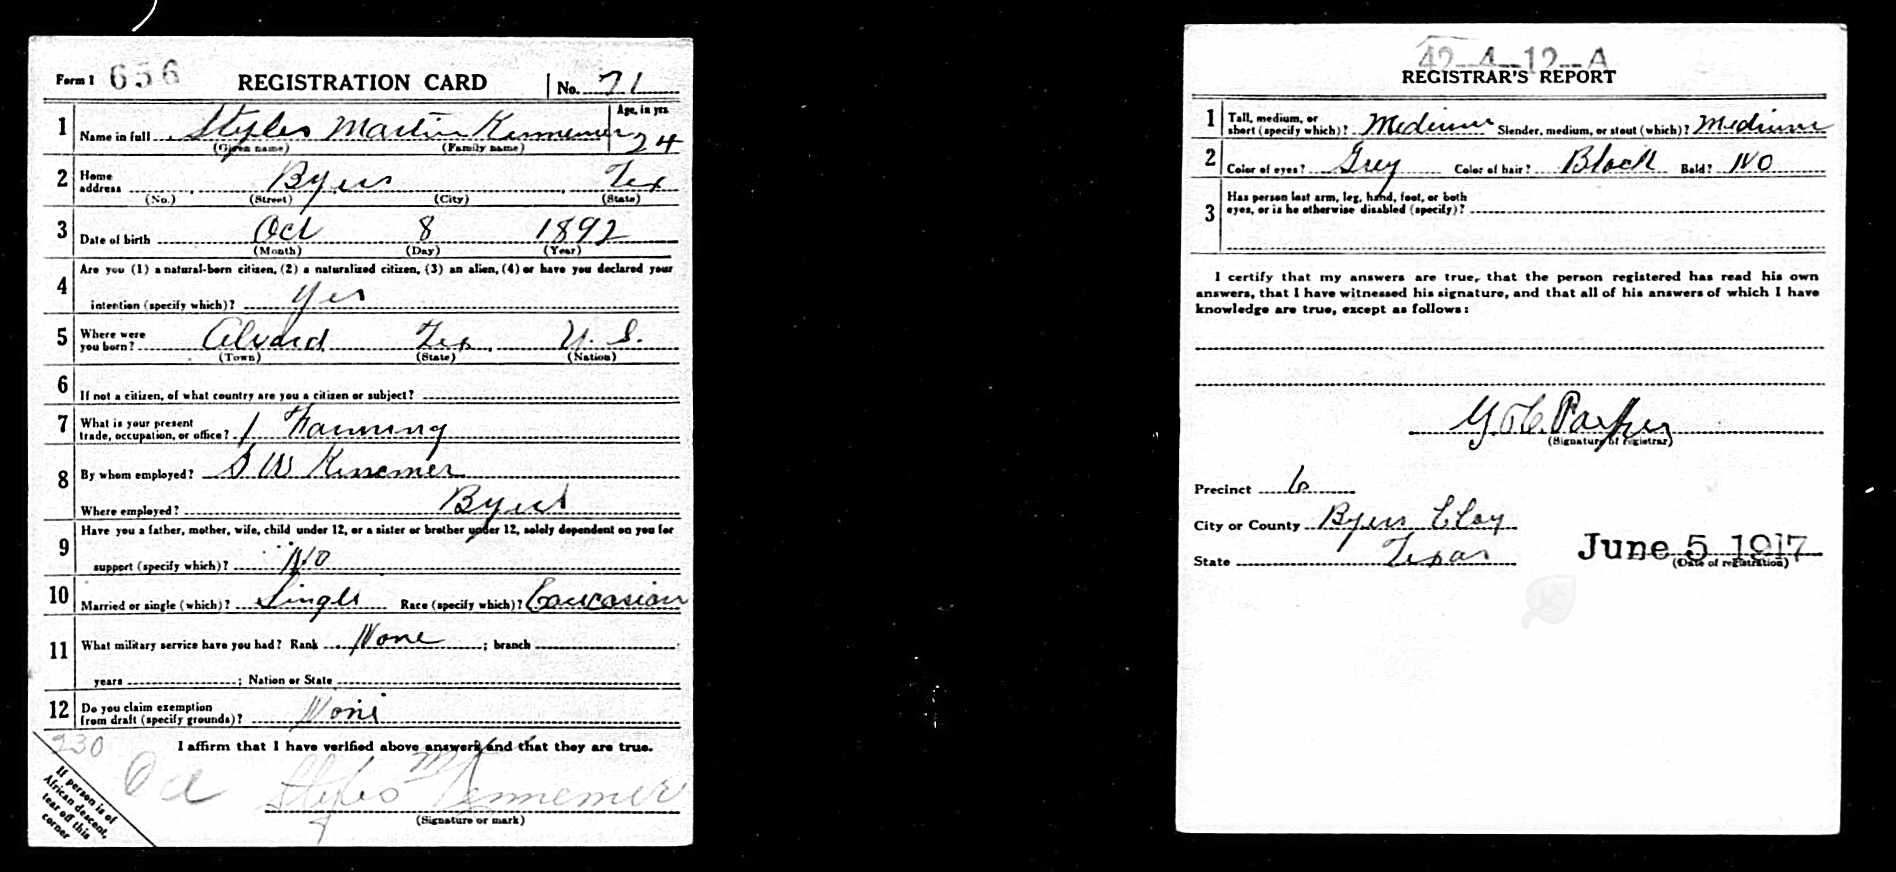 Form 1 656 REGISTRATION CARD No. 71
1 Name in full Styles Martin Kennemer Age, in yrs. 24
(Given name) (Family name)
2 Home address Byers Tex
(No.) (Street) (City) (State)
3 Date of birth Oct 8 1892
(Month) (Day) (Year)
4 Are you (1) a natural-born citizen, (2) a naturalized citizen, (3) an alien, (4) or have you declared your
intention (specify which)? Yes
5 Where were you born? Alvord Tex. U. S.
(Town) (State) (Nation)
6 If not a citizen, of what country are you a citizen or subject?
7 What is your present trade, occupation, or office? Farming
8 By whom employed? S W Kennemer
Where employed? Byers
9 Have you a father, mother, wife, child under 12, or a sister or brother under 12, solely dependent on you for
support (specify which)? No
10 Married or single (which)? Single Race (specify which)? Caucasian
11 What military service have you had? Rank None ; branch
years ; Nation or State
12 Do you claim exemption from draft (specify grounds)? None
230 I affirm that I have verified above answers and that they are true.
Styles M Kennemer
(Signature or mark)
If person is of
African descent,
tear off this
corner
42-4-12-A
REGISTRAR'S REPORT
1 Tall, medium, or short (specify which)? Medium Slender, medium, or stout (which)? Medium
2 Color of eyes? Grey Color of hair? Black Bald? No
3 Has person lost arm, leg, hand, foot, or both
eyes, or is he otherwise disabled (specify)?
I certify that my answers are true, that the person registered has read his own
answers, that I have witnessed his signature, and that all of his answers of which I have
knowledge are true, except as follows:
Parker
(Signature of registrar)
Precinct 6
City or County Byers Clay
State Texas
June 5 1917
(Date of registration)